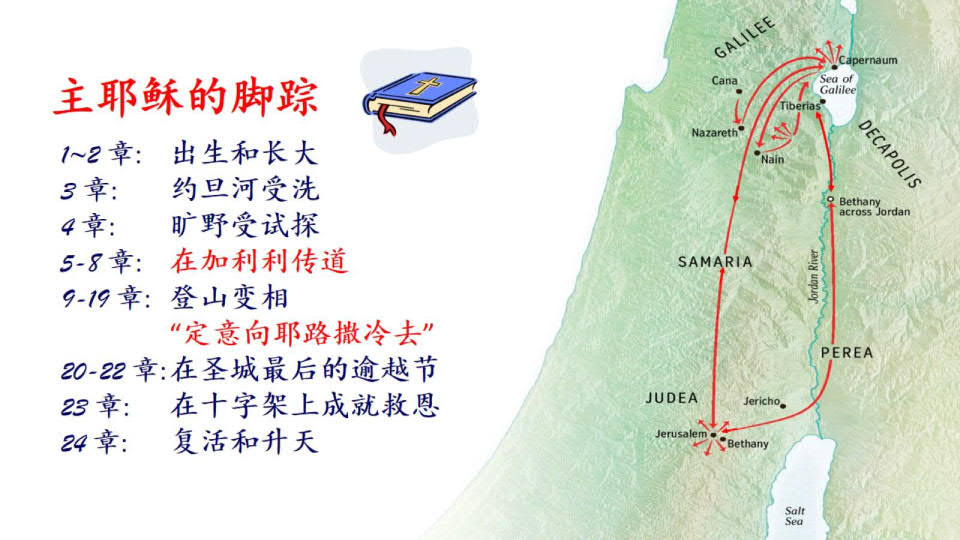 主耶稣的脚踪
1~2 章: 出生和长大
3 章: 约旦河受洗
4 章: 旷野受试探
5-8 章: 在加利利传道
9-19 章: 登山变相
“定意向耶路撒冷去”
20-22 章: 在圣城最后的逾越节
23 章: 在十字架上成就救恩
24 章: 复活和升天
GALILEE
Capernaum
Cana
Sea of
Galilee
Tiberias
Nazareth
DECAPOLIS
Nain
Bethany
across Jordan
SAMARIA
Jordan River
PEREA
JUDEA
Jericho
Jerusalem
Bethany
Salt
Sea